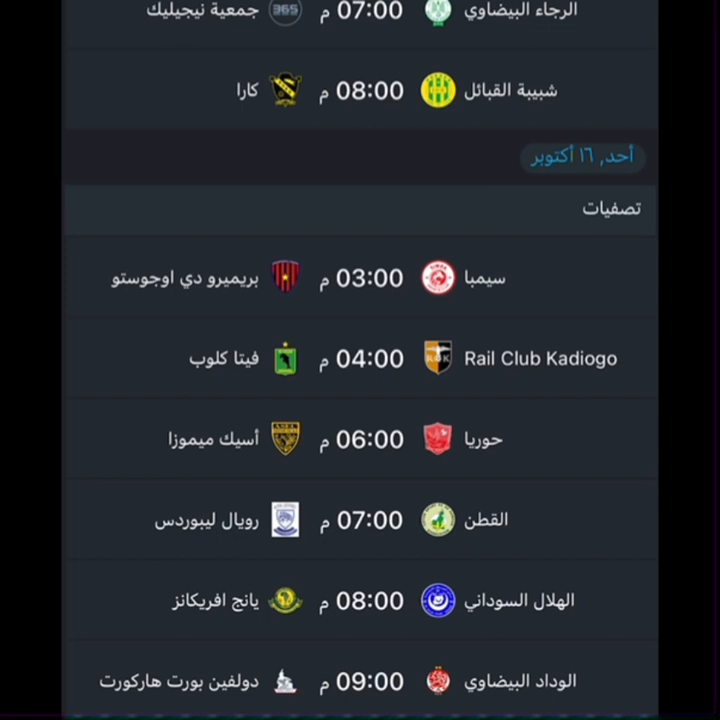 الرجاء البيضاوي 07:00 م 365 جمعية نيجيليك
شبيبة القبائل 08:00 م كارا
أحد, ١٦ أكتوبر
تصفيات
سيمبا 03:00 م بريميرو دي اوجوستو
Rail Club Kadiogo 04:00 م فيتا كلوب
حوريا 06:00 م أسيك ميموزا
القطن 07:00 م رويال ليبوردس
الهلال السوداني 08:00 م يانج افريكانز
الوداد البيضاوي 09:00 م دولفين بورت هاركورت